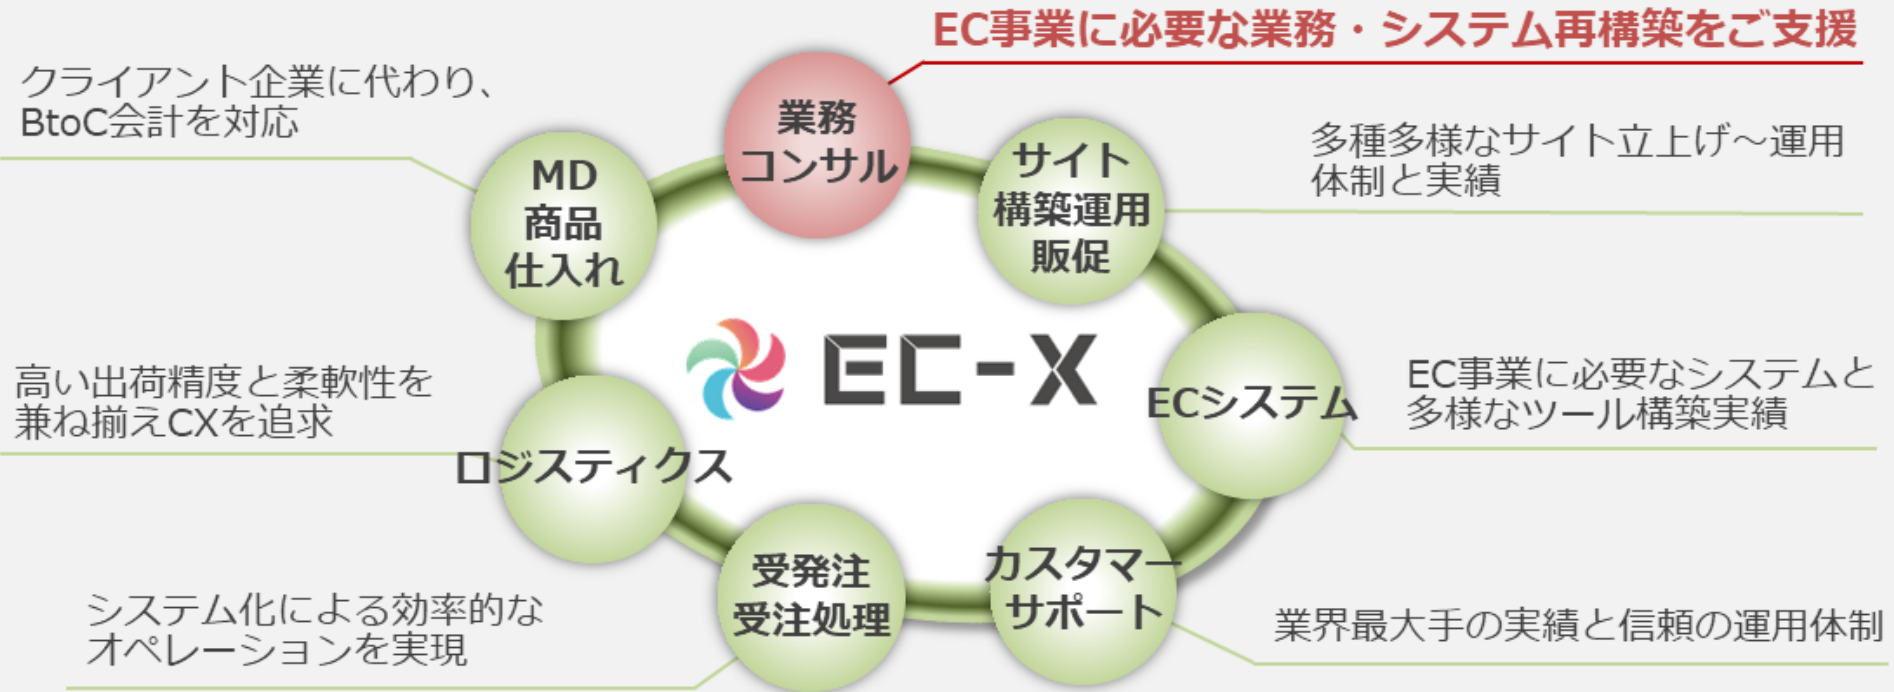 EC事業に必要な業務・システム再構築をご支援
業務
コンサル
クライアント企業に代わり、
BtoC会計を対応
MD
商品
仕入れ
サイト
構築運用
販促
多種多様なサイト立上げ～運用
体制と実績
EC-X
高い出荷精度と柔軟性を
兼ね揃えCXを追求
ロジスティクス
ECシステム
EC事業に必要なシステムと
多様なツール構築実績
システム化による効率的な
オペレーションを実現
受発注
受注処理
カスタマー
サポート
業界最大手の実績と信頼の運用体制